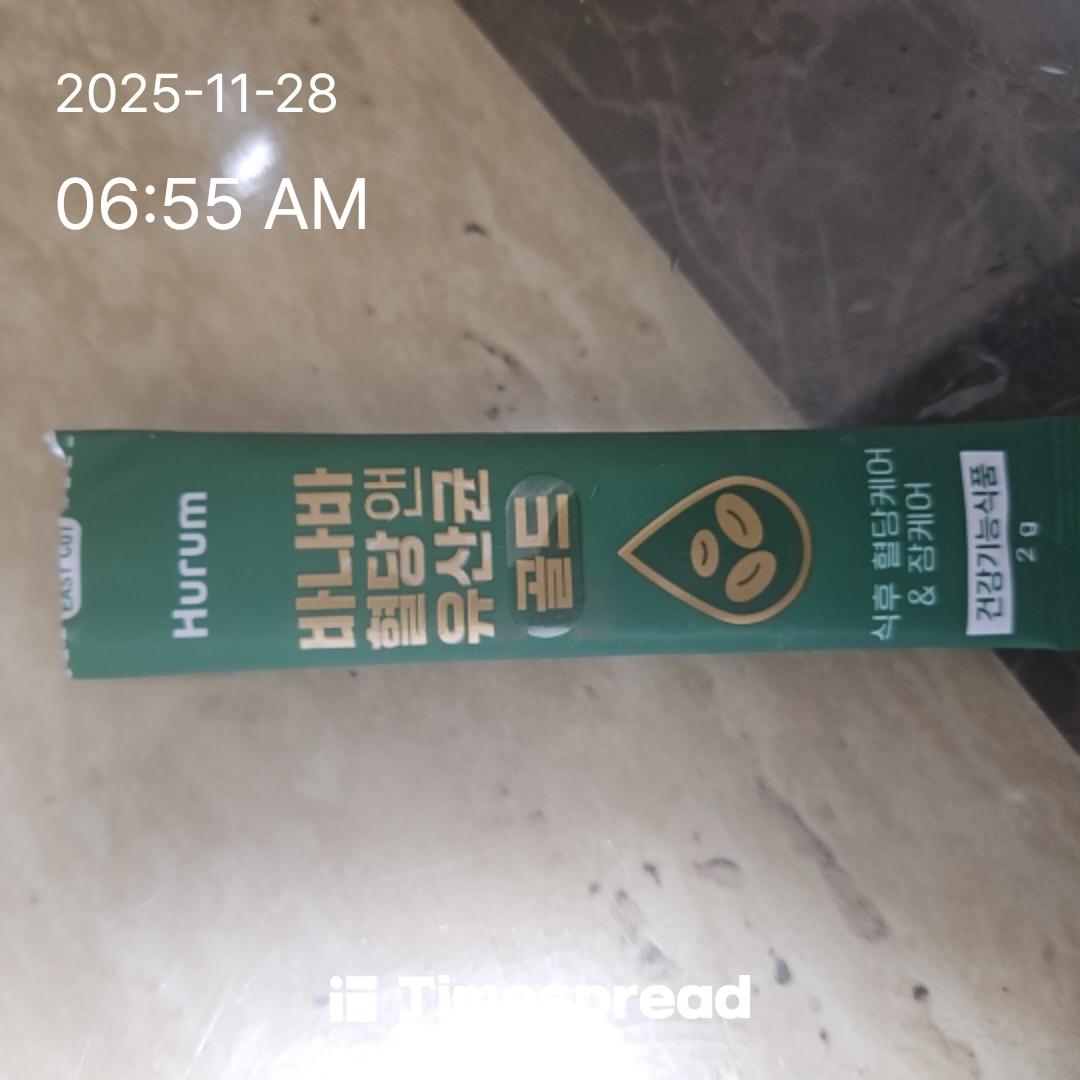 2025-11-28
06:55 AM
EASY CUT
Hurum
바나바
혈당 앤
유산균
골드
식후 혈당케어
& 장케어
건강기능식품
2 g
Timespread